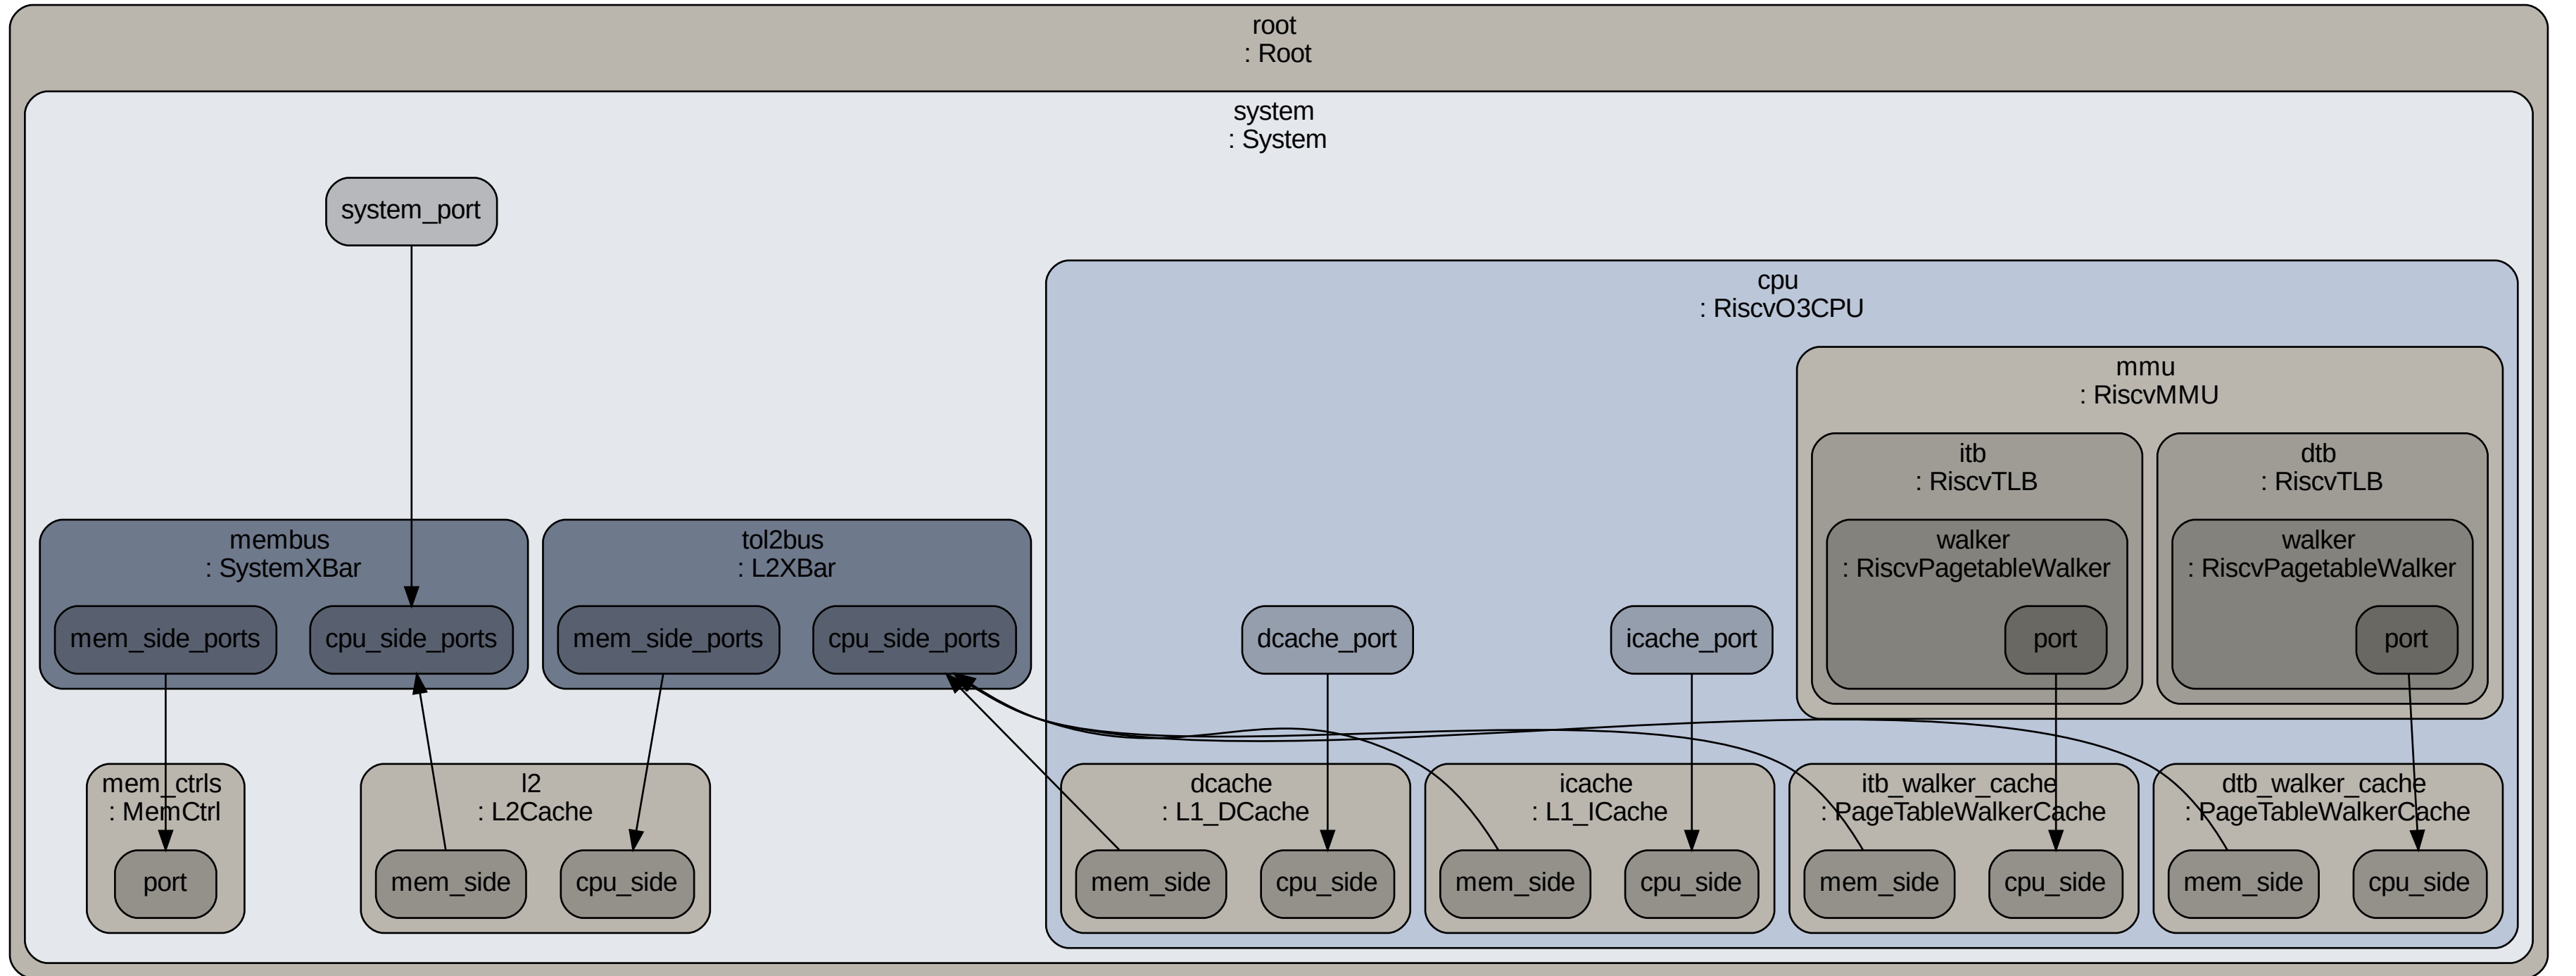 root
: Root
system
: System
system_port
cpu
: RiscvO3CPU
mmu
: RiscvMMU
itb
: RiscvTLB
dtb
: RiscvTLB
membus
: SystemXBar
tol2bus
: L2XBar
walker
: RiscvPagetableWalker
walker
: RiscvPagetableWalker
mem_side_ports
cpu_side_ports
mem_side_ports
cpu_side_ports
dcache_port
icache_port
port
port
mem_ctrls
: MemCtrl
l2
: L2Cache
dcache
: L1_DCache
icache
: L1_ICache
itb_walker_cache
: PageTableWalkerCache
dtb_walker_cache
: PageTableWalkerCache
port
mem_side
cpu_side
mem_side
cpu_side
mem_side
cpu_side
mem_side
cpu_side
mem_side
cpu_side